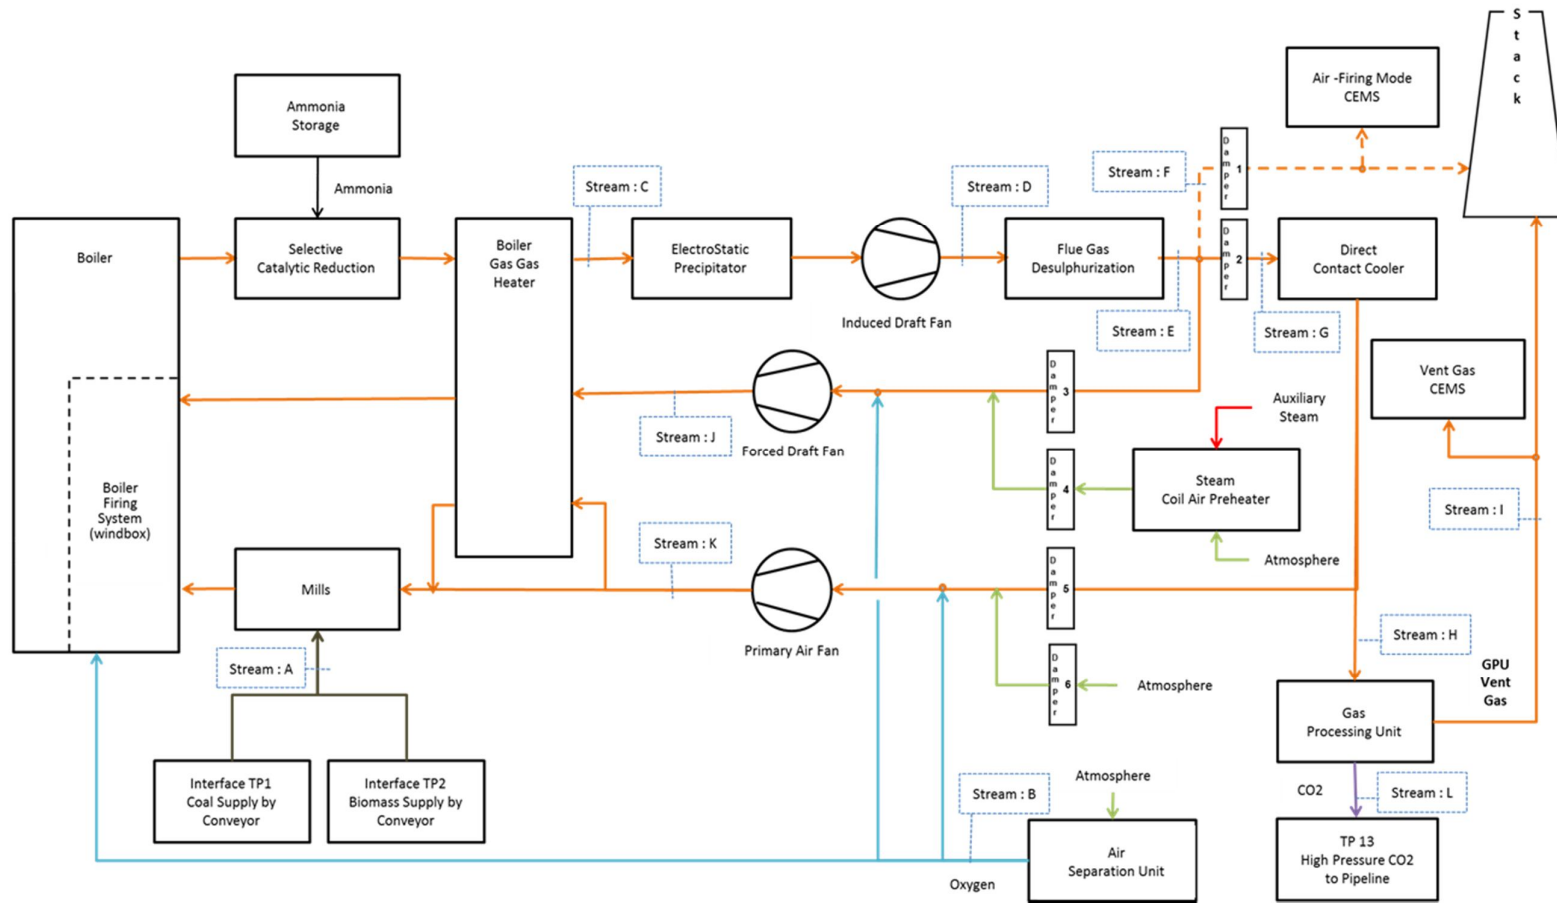 Stack
Air -Firing Mode
CEMS
Ammonia
Storage
Damper 1
Stream : F
Ammonia
Stream : C
Stream : D
Boiler
Selective
Catalytic Reduction
Boiler
Gas Gas
Heater
ElectroStatic
Precipitator
Flue Gas
Desulphurization
Damper 2
Direct
Contact Cooler
Induced Draft Fan
Stream : E
Stream : G
Damper 3
Vent Gas
CEMS
Auxiliary
Steam
Stream : J
Forced Draft Fan
Damper 4
Steam
Coil Air Preheater
Boiler
Firing
System
(windbox)
Stream : I
Stream : K
Atmosphere
Mills
Damper 5
Primary Air Fan
Stream : H
Stream : A
Damper 6
Atmosphere
GPU
Vent
Gas
Gas
Processing Unit
Interface TP1
Coal Supply by
Conveyor
Interface TP2
Biomass Supply by
Conveyor
Atmosphere
Stream : B
CO2
Stream : L
Air
Separation Unit
Oxygen
TP 13
High Pressure CO2
to Pipeline